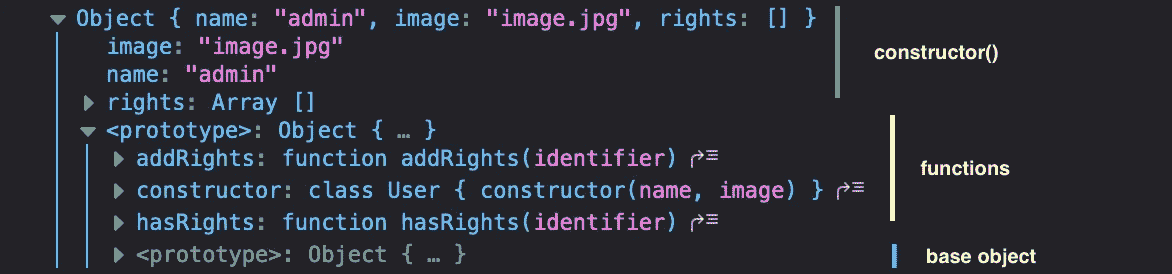 Object { name: "admin", image: "image.jpg", rights: [] }
image: "image.jpg"
name: "admin"
rights: Array []
<prototype>: Object { … }
addRights: function addRights(identifier)
constructor: class User { constructor(name, image) }
hasRights: function hasRights(identifier)
<prototype>: Object { … }
constructor()
functions
base object